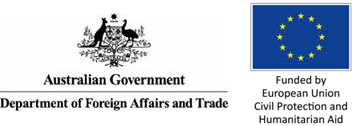 Australian Government
Department of Foreign Affairs and Trade
Funded by
European Union
Civil Protection and
Humanitarian Aid